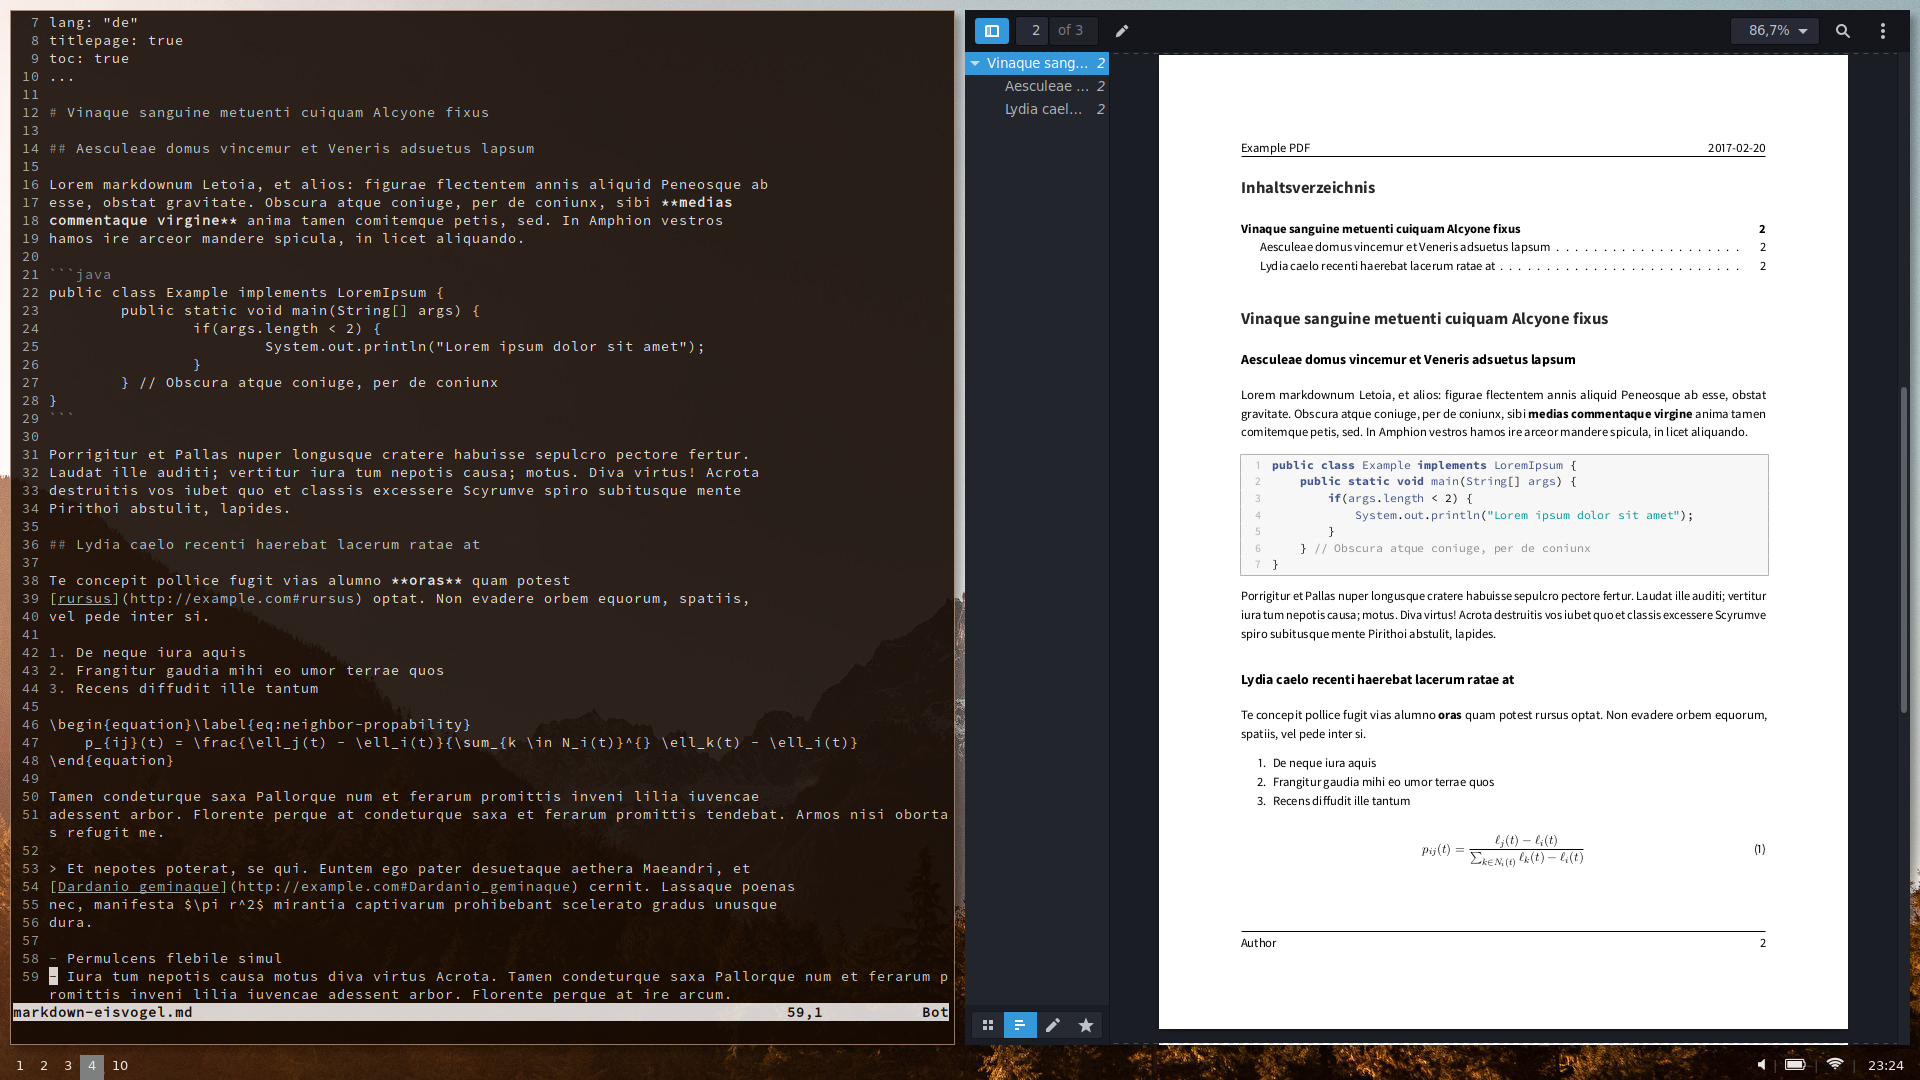 7 lang: "de"
8 titlepage: true
9 toc: true
10 ...
11
12 # Vinaque sanguine metuenti cuiquam Alcyone fixus
13
14 ## Aesculeae domus vincemur et Veneris adsuetus lapsum
15
16 Lorem markdownum Letoia, et alios: figurae flectentem annis aliquid Peneosque ab
17 esse, obstat gravitate. Obscura atque coniuge, per de coniunx, sibi **medias
18 commentaque virgine** anima tamen comitemque petis, sed. In Amphion vestros
19 hamos ire arceor mandere spicula, in licet aliquando.
20
21 ```java
22 public class Example implements LoremIpsum {
23         public static void main(String[] args) {
24                 if(args.length < 2) {
25                         System.out.println("Lorem ipsum dolor sit amet");
26                 }
27         } // Obscura atque coniuge, per de coniunx
28 }
29 ```
30
31 Porrigitur et Pallas nuper longusque cratere habuisse sepulcro pectore fertur.
32 Laudat ille auditi; vertitur iura tum nepotis causa; motus. Diva virtus! Acrota
33 destruitis vos iubet quo et classis excessere Scyrumve spiro subitusque mente
34 Pirithoi abstulit, lapides.
35
36 ## Lydia caelo recenti haerebat lacerum ratae at
37
38 Te concepit pollice fugit vias alumno **oras** quam potest
39 [rursus](http://example.com#rursus) optat. Non evadere orbem equorum, spatiis,
40 vel pede inter si.
41
42 1. De neque iura aquis
43 2. Frangitur gaudia mihi eo umor terrae quos
44 3. Recens diffudit ille tantum
45
46 \begin{equation}\label{eq:neighbor-propability}
47     p_{ij}(t) = \frac{\ell_j(t) - \ell_i(t)}{\sum_{k \in N_i(t)}^{} \ell_k(t) - \ell_i(t)}
48 \end{equation}
49
50 Tamen condeturque saxa Pallorque num et ferarum promittis inveni lilia iuvencae
51 adessent arbor. Florente perque at condeturque saxa et ferarum promittis tendebat. Armos nisi oborta
s refugit me.
52
53 > Et nepotes poterat, se qui. Euntem ego pater desuetaque aethera Maeandri, et
54 [Dardanio geminaque](http://example.com#Dardanio_geminaque) cernit. Lassaque poenas
55 nec, manifesta $\pi r^2$ mirantia captivarum prohibebant scelerato gradus unusque
56 dura.
57
58 - Permulcens flebile simul
59 - Iura tum nepotis causa motus diva virtus Acrota. Tamen condeturque saxa Pallorque num et ferarum p
romittis inveni lilia iuvencae adessent arbor. Florente perque at ire arcum.
markdown-eisvogel.md 59,1 Bot
2 of 3 86,7%
Vinaque sang... 2
Aesculeae ... 2
Lydia cael... 2
Example PDF 2017-02-20
Inhaltsverzeichnis
Vinaque sanguine metuenti cuiquam Alcyone fixus 2
Aesculeae domus vincemur et Veneris adsuetus lapsum . . . . . . . . . . . . . . . . . . . . 2
Lydia caelo recenti haerebat lacerum ratae at . . . . . . . . . . . . . . . . . . . . . . . . . . 2
Vinaque sanguine metuenti cuiquam Alcyone fixus
Aesculeae domus vincemur et Veneris adsuetus lapsum
Lorem markdownum Letoia, et alios: figurae flectentem annis aliquid Peneosque ab esse, obstat
gravitate. Obscura atque coniuge, per de coniunx, sibi medias commentaque virgine anima tamen
comitemque petis, sed. In Amphion vestros hamos ire arceor mandere spicula, in licet aliquando.
1 public class Example implements LoremIpsum {
2     public static void main(String[] args) {
3         if(args.length < 2) {
4             System.out.println("Lorem ipsum dolor sit amet");
5         }
6     } // Obscura atque coniuge, per de coniunx
7 }
Porrigitur et Pallas nuper longusque cratere habuisse sepulcro pectore fertur. Laudat ille auditi; vertitur
iura tum nepotis causa; motus. Diva virtus! Acrota destruitis vos iubet quo et classis excessere Scyrumve
spiro subitusque mente Pirithoi abstulit, lapides.
Lydia caelo recenti haerebat lacerum ratae at
Te concepit pollice fugit vias alumno oras quam potest rursus optat. Non evadere orbem equorum,
spatiis, vel pede inter si.
1. De neque iura aquis
2. Frangitur gaudia mihi eo umor terrae quos
3. Recens diffudit ille tantum
p_{ij}(t) = \frac{ℓ_j(t) − ℓ_i(t)}{∑_{k∈N_i(t)} ℓ_k(t) − ℓ_i(t)} (1)
Author 2
1 2 3 4 10 23:24